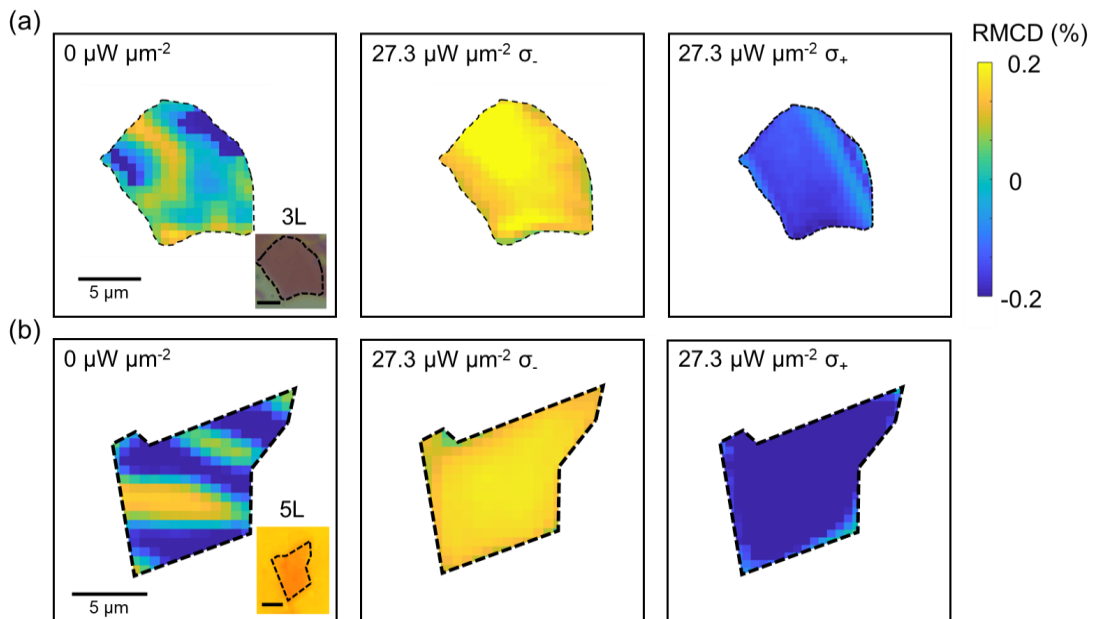 (a)
0 µW µm-2
27.3 µW µm-2 σ-
27.3 µW µm-2 σ+
RMCD (%)
0.2
0
-0.2
3L
5 µm
(b)
0 µW µm-2
27.3 µW µm-2 σ-
27.3 µW µm-2 σ+
5L
5 µm